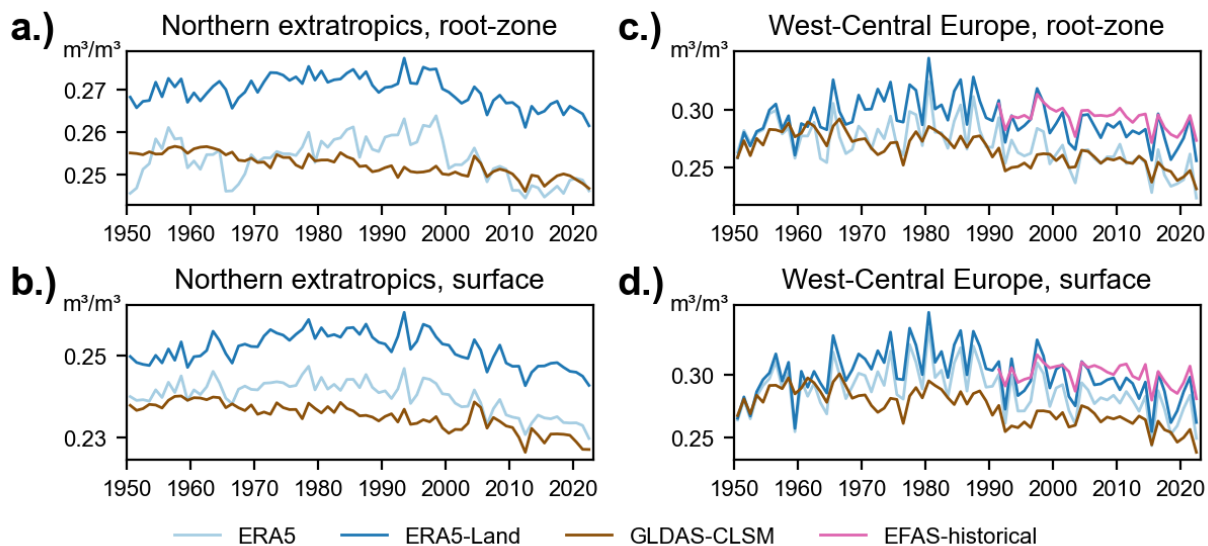 a.) Northern extratropics, root-zone
m³/m³
0.27
0.26
0.25
1950 1960 1970 1980 1990 2000 2010 2020
c.) West-Central Europe, root-zone
m³/m³
0.30
0.25
1950 1960 1970 1980 1990 2000 2010 2020
b.) Northern extratropics, surface
m³/m³
0.25
0.23
1950 1960 1970 1980 1990 2000 2010 2020
d.) West-Central Europe, surface
m³/m³
0.30
0.25
1950 1960 1970 1980 1990 2000 2010 2020
ERA5 ERA5-Land GLDAS-CLSM EFAS-historical